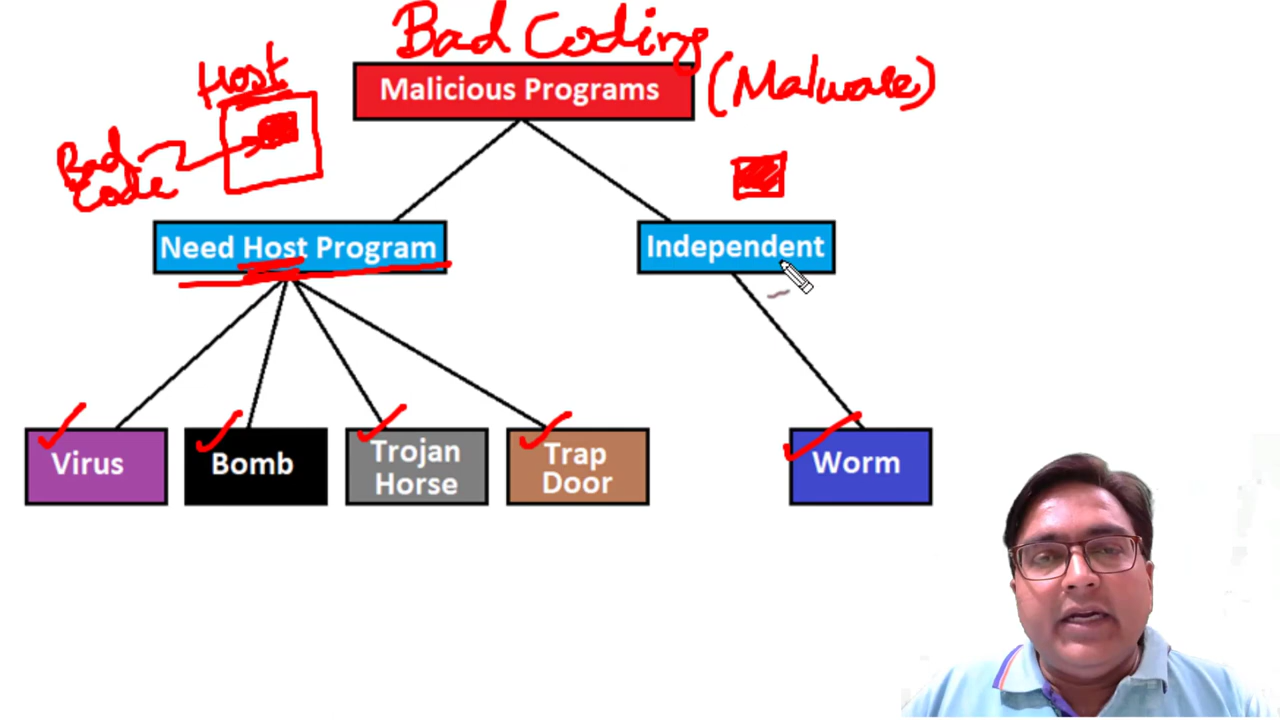 Bad Coding
Host
Malicious Programs
(Malware)
Bad
Code
Need Host Program
Independent
Virus
Bomb
Trojan
Horse
Trap
Door
Worm